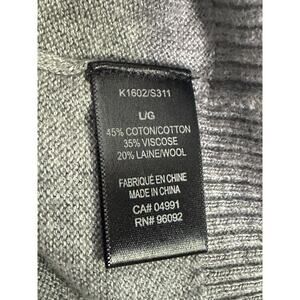 K1602/S311
L/G
45% COTON/COTTON
35% VISCOSE
20% LAINE/WOOL
FABRIQUÉ EN CHINE
MADE IN CHINA
CA# 04991
RN# 96092